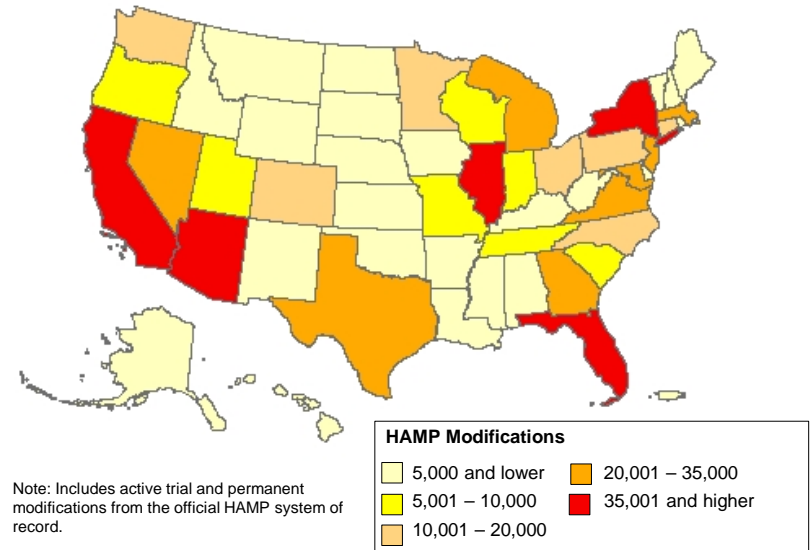 HAMP Modifications
5,000 and lower
20,001 – 35,000
5,001 – 10,000
35,001 and higher
10,001 – 20,000
Note: Includes active trial and permanent
modifications from the official HAMP system of
record.